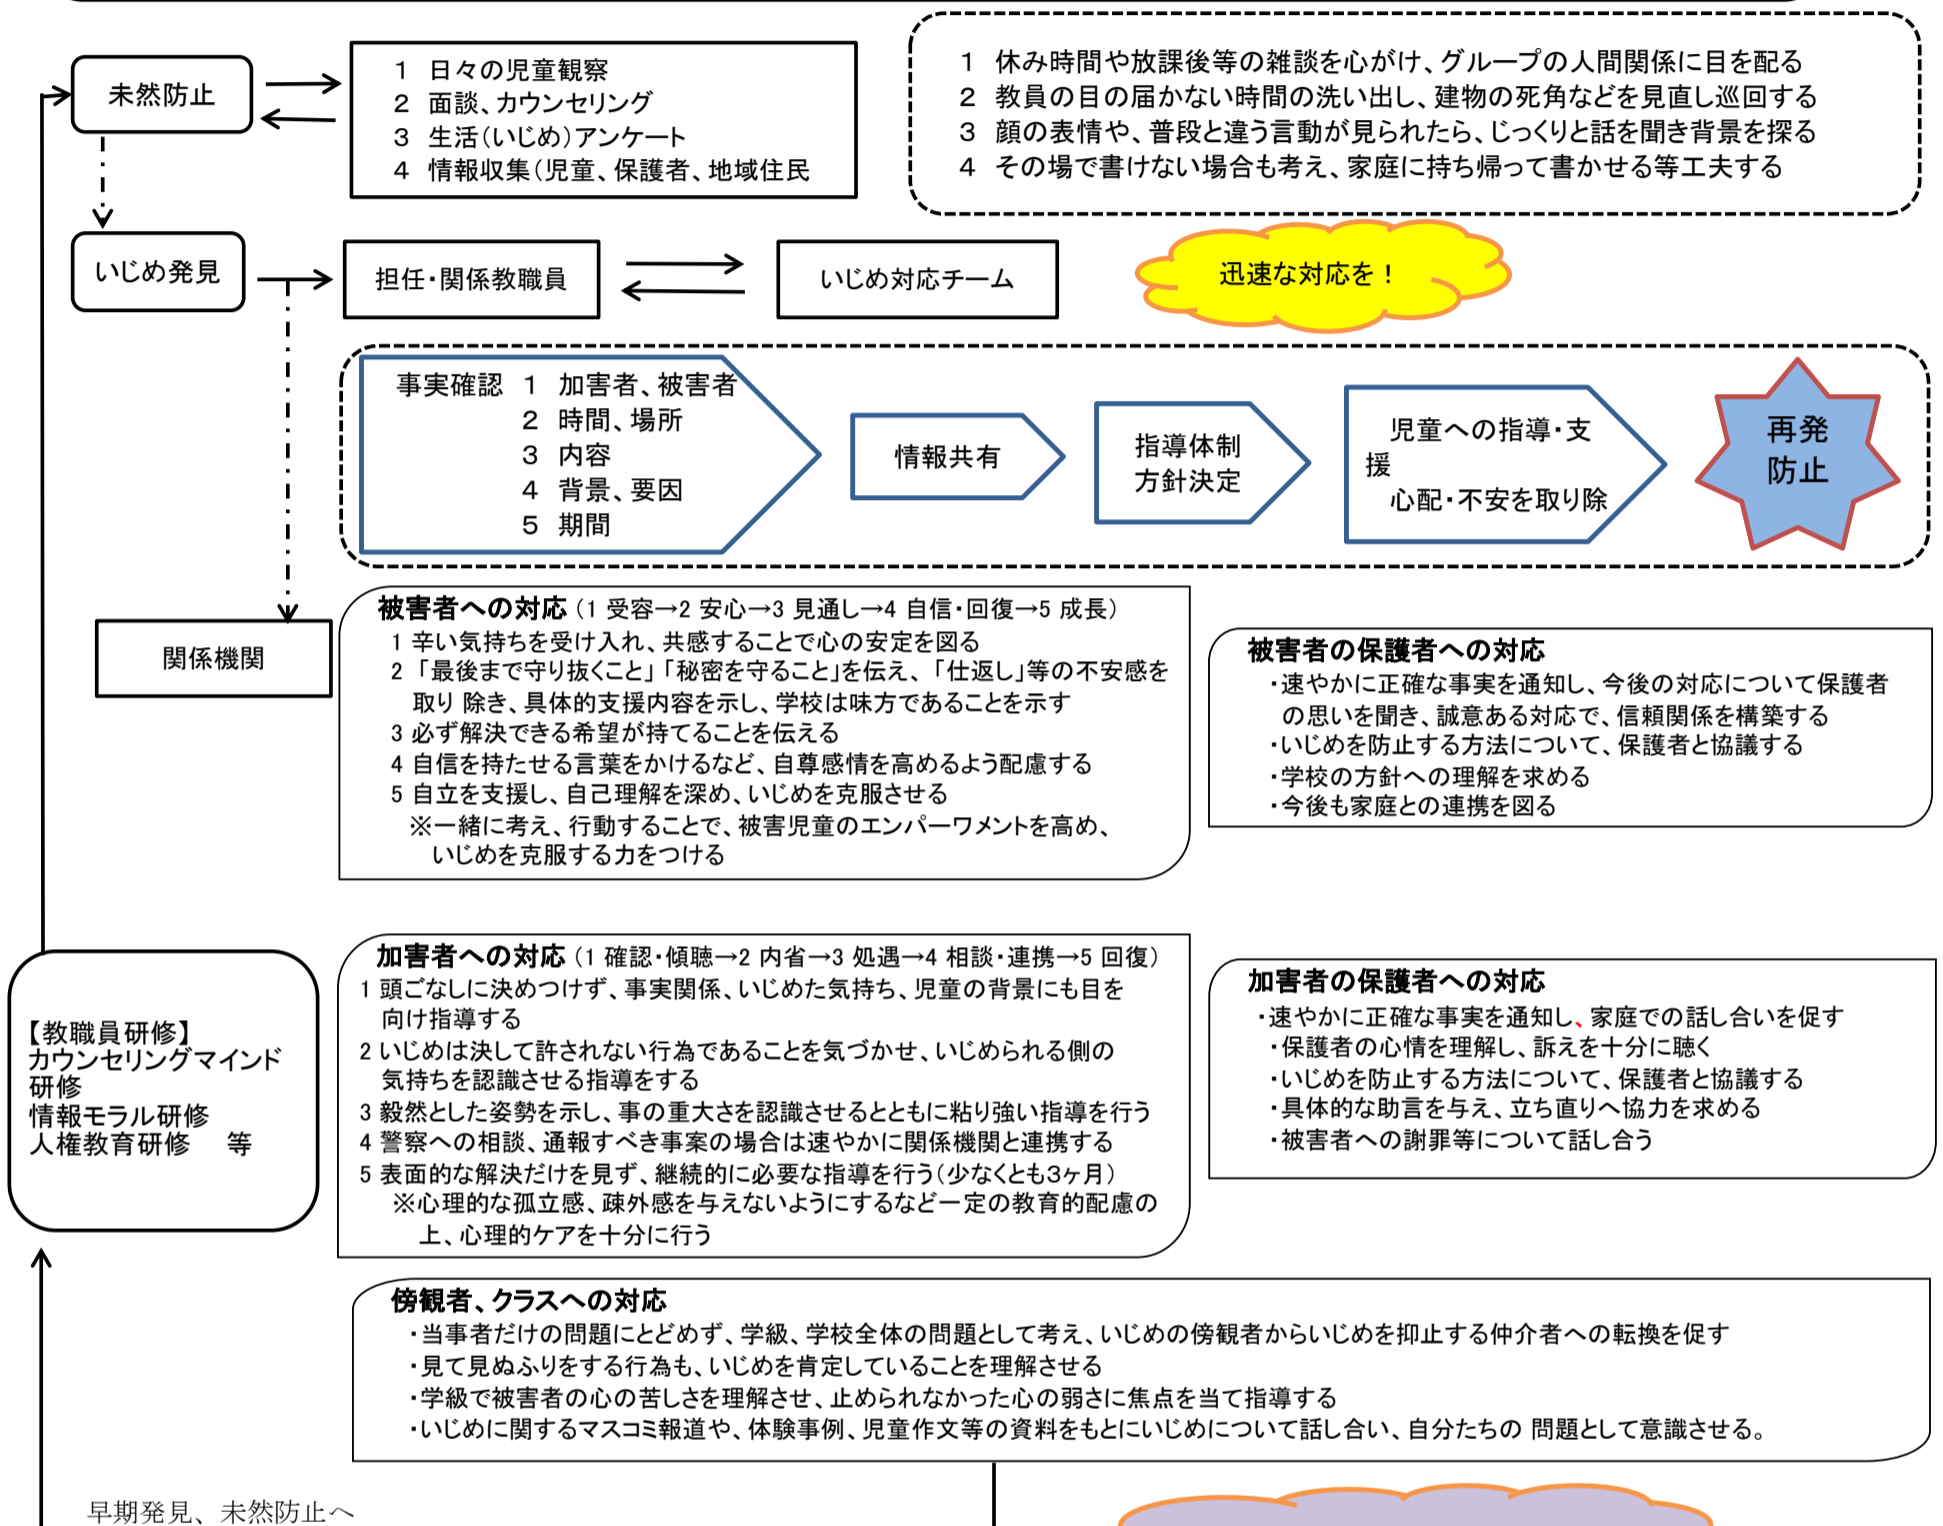 未然防止
１ 日々の児童観察
２ 面談、カウンセリング
３ 生活（いじめ）アンケート
４ 情報収集（児童、保護者、地域住民
１ 休み時間や放課後等の雑談を心がけ、グループの人間関係に目を配る
２ 教員の目の届かない時間の洗い出し、建物の死角などを見直し巡回する
３ 顔の表情や、普段と違う言動が見られたら、じっくりと話を聞き背景を探る
４ その場で書けない場合も考え、家庭に持ち帰って書かせる等工夫する
いじめ発見
担任・関係教職員
いじめ対応チーム
迅速な対応を！
事実確認 １ 加害者、被害者
２ 時間、場所
３ 内容
４ 背景、要因
５ 期間
情報共有
指導体制
方針決定
児童への指導・支
援
心配・不安を取り除
再発
防止
関係機関
被害者への対応（1 受容→2 安心→3 見通し→4 自信・回復→5 成長）
1 辛い気持ちを受け入れ、共感することで心の安定を図る
2 「最後まで守り抜くこと」「秘密を守ること」を伝え、「仕返し」等の不安感を
取り 除き、具体的支援内容を示し、学校は味方であることを示す
3 必ず解決できる希望が持てることを伝える
4 自信を持たせる言葉をかけるなど、自尊感情を高めるよう配慮する
5 自立を支援し、自己理解を深め、いじめを克服させる
※一緒に考え、行動することで、被害児童のエンパーワメントを高め、
いじめを克服する力をつける
被害者の保護者への対応
・速やかに正確な事実を通知し、今後の対応について保護者
の思いを聞き、誠意ある対応で、信頼関係を構築する
・いじめを防止する方法について、保護者と協議する
・学校の方針への理解を求める
・今後も家庭との連携を図る
【教職員研修】
カウンセリングマインド
研修
情報モラル研修
人権教育研修　等
加害者への対応（1 確認・傾聴→2 内省→3 処遇→4 相談・連携→5 回復）
1 頭ごなしに決めつけず、事実関係、いじめた気持ち、児童の背景にも目を
向け指導する
2 いじめは決して許されない行為であることを気づかせ、いじめられる側の
気持ちを認識させる指導をする
3 毅然とした姿勢を示し、事の重大さを認識させるとともに粘り強い指導を行う
4 警察への相談、通報すべき事案の場合は速やかに関係機関と連携する
5 表面的な解決だけを見ず、継続的に必要な指導を行う（少なくとも３ヶ月）
※心理的な孤立感、疎外感を与えないようにするなど一定の教育的配慮の
上、心理的ケアを十分に行う
加害者の保護者への対応
・速やかに正確な事実を通知し、家庭での話し合いを促す
・保護者の心情を理解し、訴えを十分に聴く
・いじめを防止する方法について、保護者と協議する
・具体的な助言を与え、立ち直りへ協力を求める
・被害者への謝罪等について話し合う
傍観者、クラスへの対応
・当事者だけの問題にとどめず、学級、学校全体の問題として考え、いじめの傍観者からいじめを抑止する仲介者への転換を促す
・見て見ぬふりをする行為も、いじめを肯定していることを理解させる
・学級で被害者の心の苦しさを理解させ、止められなかった心の弱さに焦点を当て指導する
・いじめに関するマスコミ報道や、体験事例、児童作文等の資料をもとにいじめについて話し合い、自分たちの 問題として意識させる。
早期発見、未然防止へ